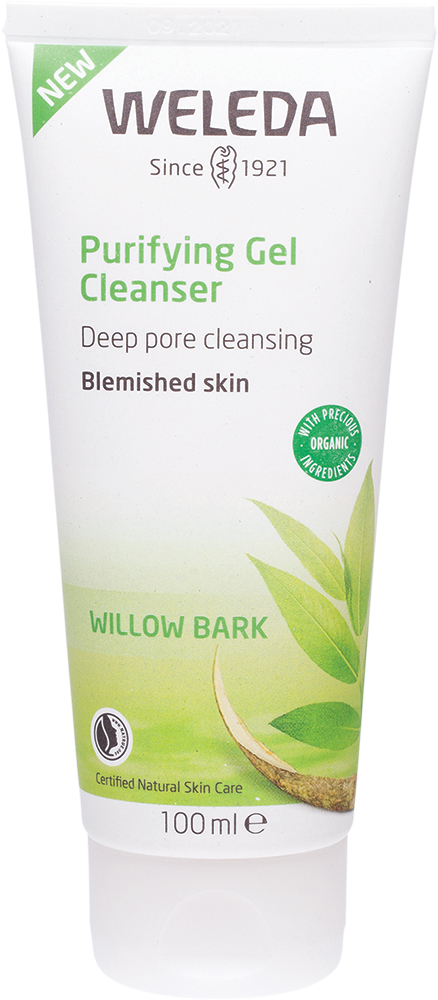 NEW
WELEDA
Since 1921
Purifying Gel
Cleanser
Deep pore cleansing
Blemished skin
WITH PRECIOUS
ORGANIC
INGREDIENTS
WILLOW BARK
Certified Natural Skin Care
100 ml e